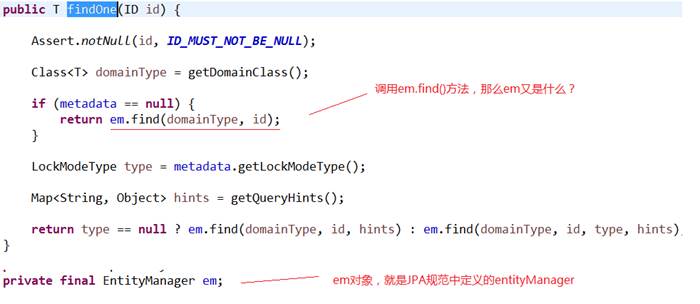 public T findOne(ID id) {
Assert.notNull(id, ID_MUST_NOT_BE_NULL);
Class<T> domainType = getDomainClass();
if (metadata == null) {
return em.find(domainType, id);
}
调用em.find()方法，那么em又是什么？
LockModeType type = metadata.getLockModeType();
Map<String, Object> hints = getQueryHints();
return type == null ? em.find(domainType, id, hints) : em.find(domainType, id, type, hints)
}
private final EntityManager em;
em对象，就是JPA规范中定义的entityManager